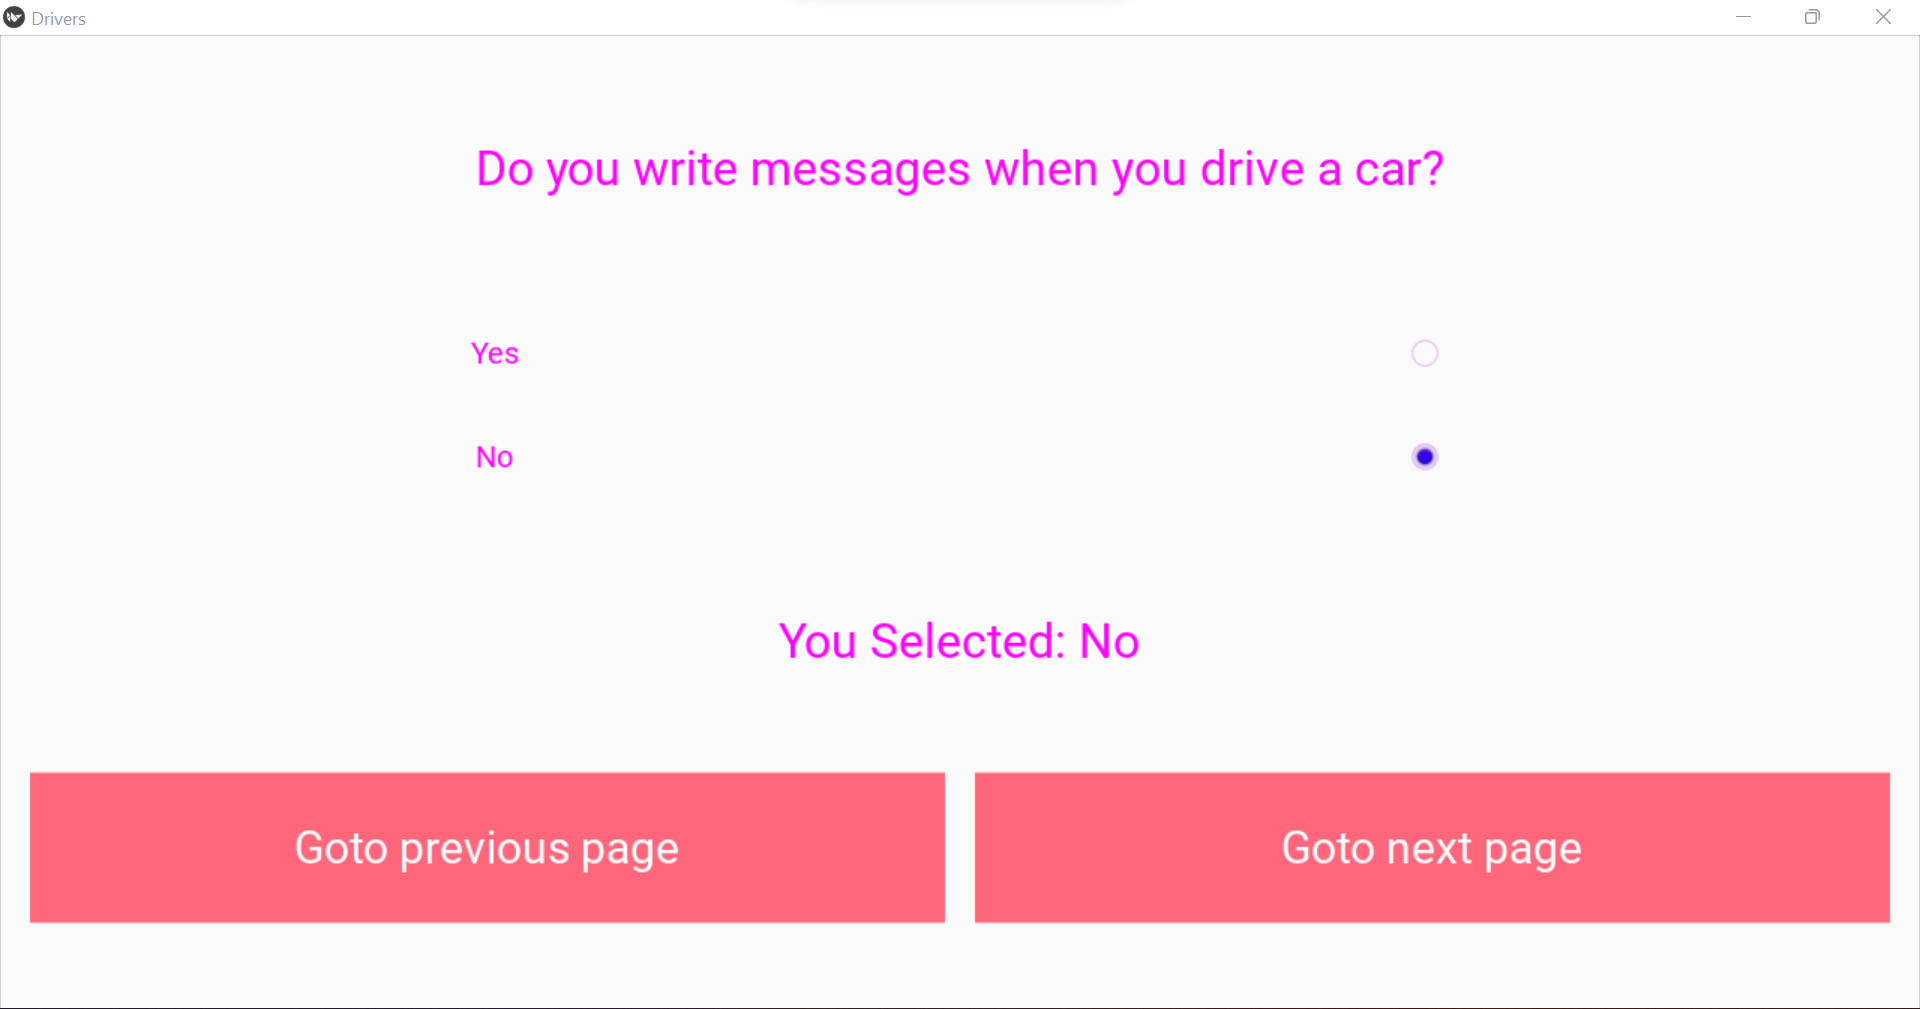 Drivers
Do you write messages when you drive a car?
Yes
No
You Selected: No
Goto previous page
Goto next page